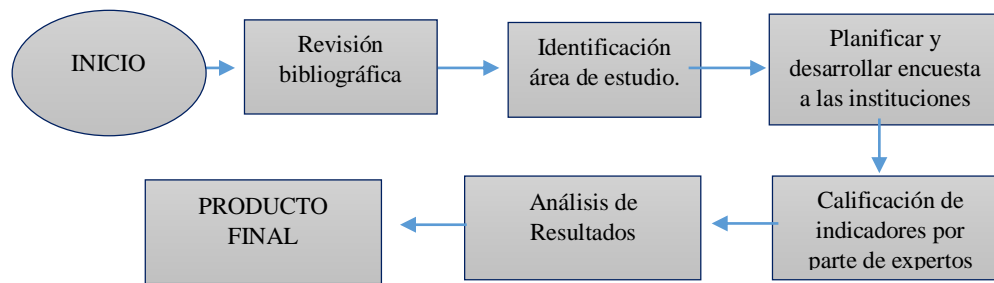 INICIO
Revisión
bibliográfica
Identificación
área de estudio.
Planificar y
desarrollar encuesta
a las instituciones
Calificación de
indicadores por
parte de expertos
Análisis de
Resultados
PRODUCTO
FINAL